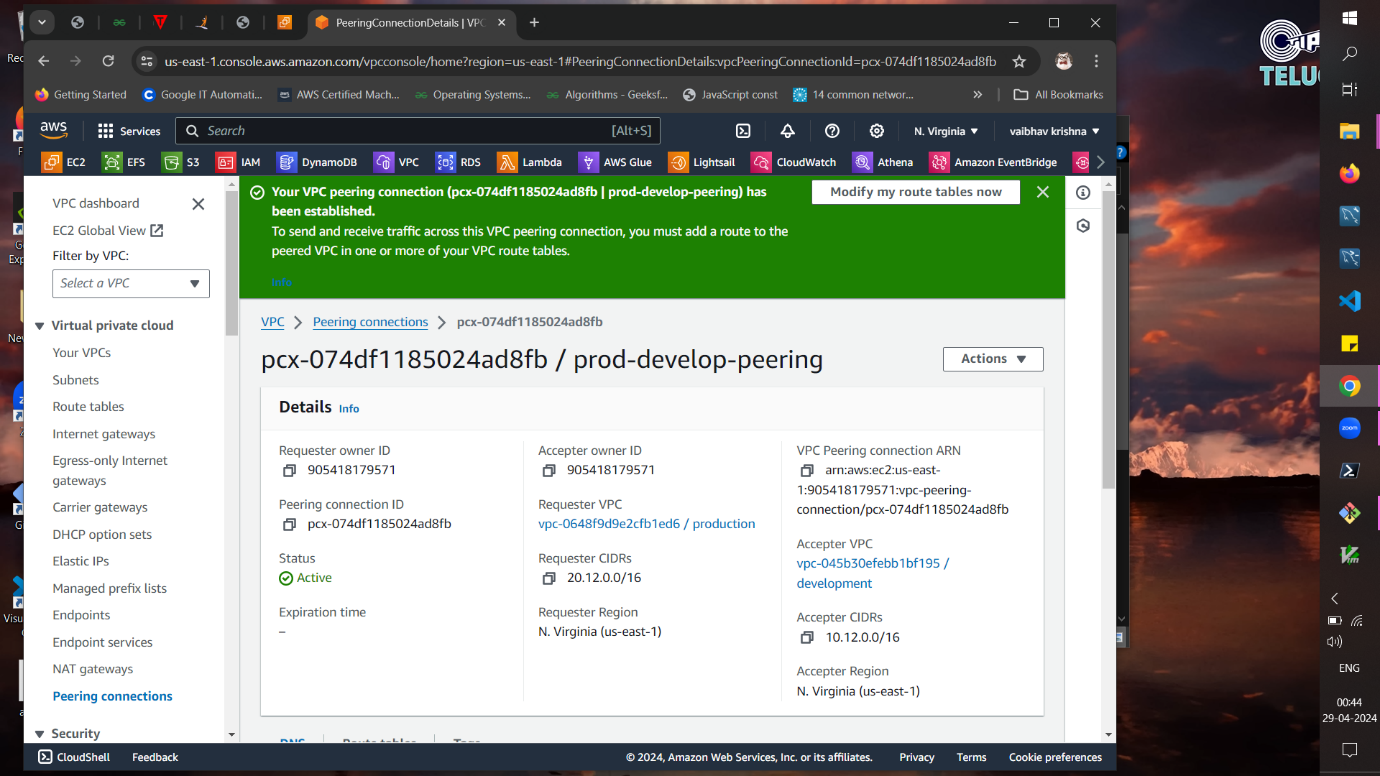 PeeringConnectionDetails | VPC
us-east-1.console.aws.amazon.com/vpcconsole/home?region=us-east-1#PeeringConnectionDetails:vpcPeeringConnectionId=pcx-074df1185024ad8fb
Getting Started
Google IT Automati...
AWS Certified Mach...
Operating Systems...
Algorithms - Geeksf...
JavaScript const
14 common networ...
All Bookmarks
aws
Services
Search
[Alt+S]
N. Virginia
vaibhav krishna
EC2
EFS
S3
IAM
DynamoDB
VPC
RDS
Lambda
AWS Glue
Lightsail
CloudWatch
Athena
Amazon EventBridge
VPC dashboard
EC2 Global View
Filter by VPC:
Select a VPC
Virtual private cloud
Your VPCs
Subnets
Route tables
Internet gateways
Egress-only Internet
gateways
Carrier gateways
DHCP option sets
Elastic IPs
Managed prefix lists
Endpoints
Endpoint services
NAT gateways
Peering connections
Security
Your VPC peering connection (pcx-074df1185024ad8fb | prod-develop-peering) has
been established.
To send and receive traffic across this VPC peering connection, you must add a route to the
peered VPC in one or more of your VPC route tables.
Info
Modify my route tables now
VPC
Peering connections
pcx-074df1185024ad8fb
pcx-074df1185024ad8fb / prod-develop-peering
Actions
Details Info
Requester owner ID
905418179571
Peering connection ID
pcx-074df1185024ad8fb
Status
Active
Expiration time
–
Accepter owner ID
905418179571
Requester VPC
vpc-0648f9d9e2cfb1ed6 / production
Requester CIDRs
20.12.0.0/16
Requester Region
N. Virginia (us-east-1)
VPC Peering connection ARN
arn:aws:ec2:us-east-
1:905418179571:vpc-peering-
connection/pcx-074df1185024ad8fb
Accepter VPC
vpc-045b30efebb1bf195 /
development
Accepter CIDRs
10.12.0.0/16
Accepter Region
N. Virginia (us-east-1)
DNS
Route tables
Tags
CloudShell
Feedback
© 2024, Amazon Web Services, Inc. or its affiliates.
Privacy
Terms
Cookie preferences
TELU
zoom
ENG
00:44
29-04-2024